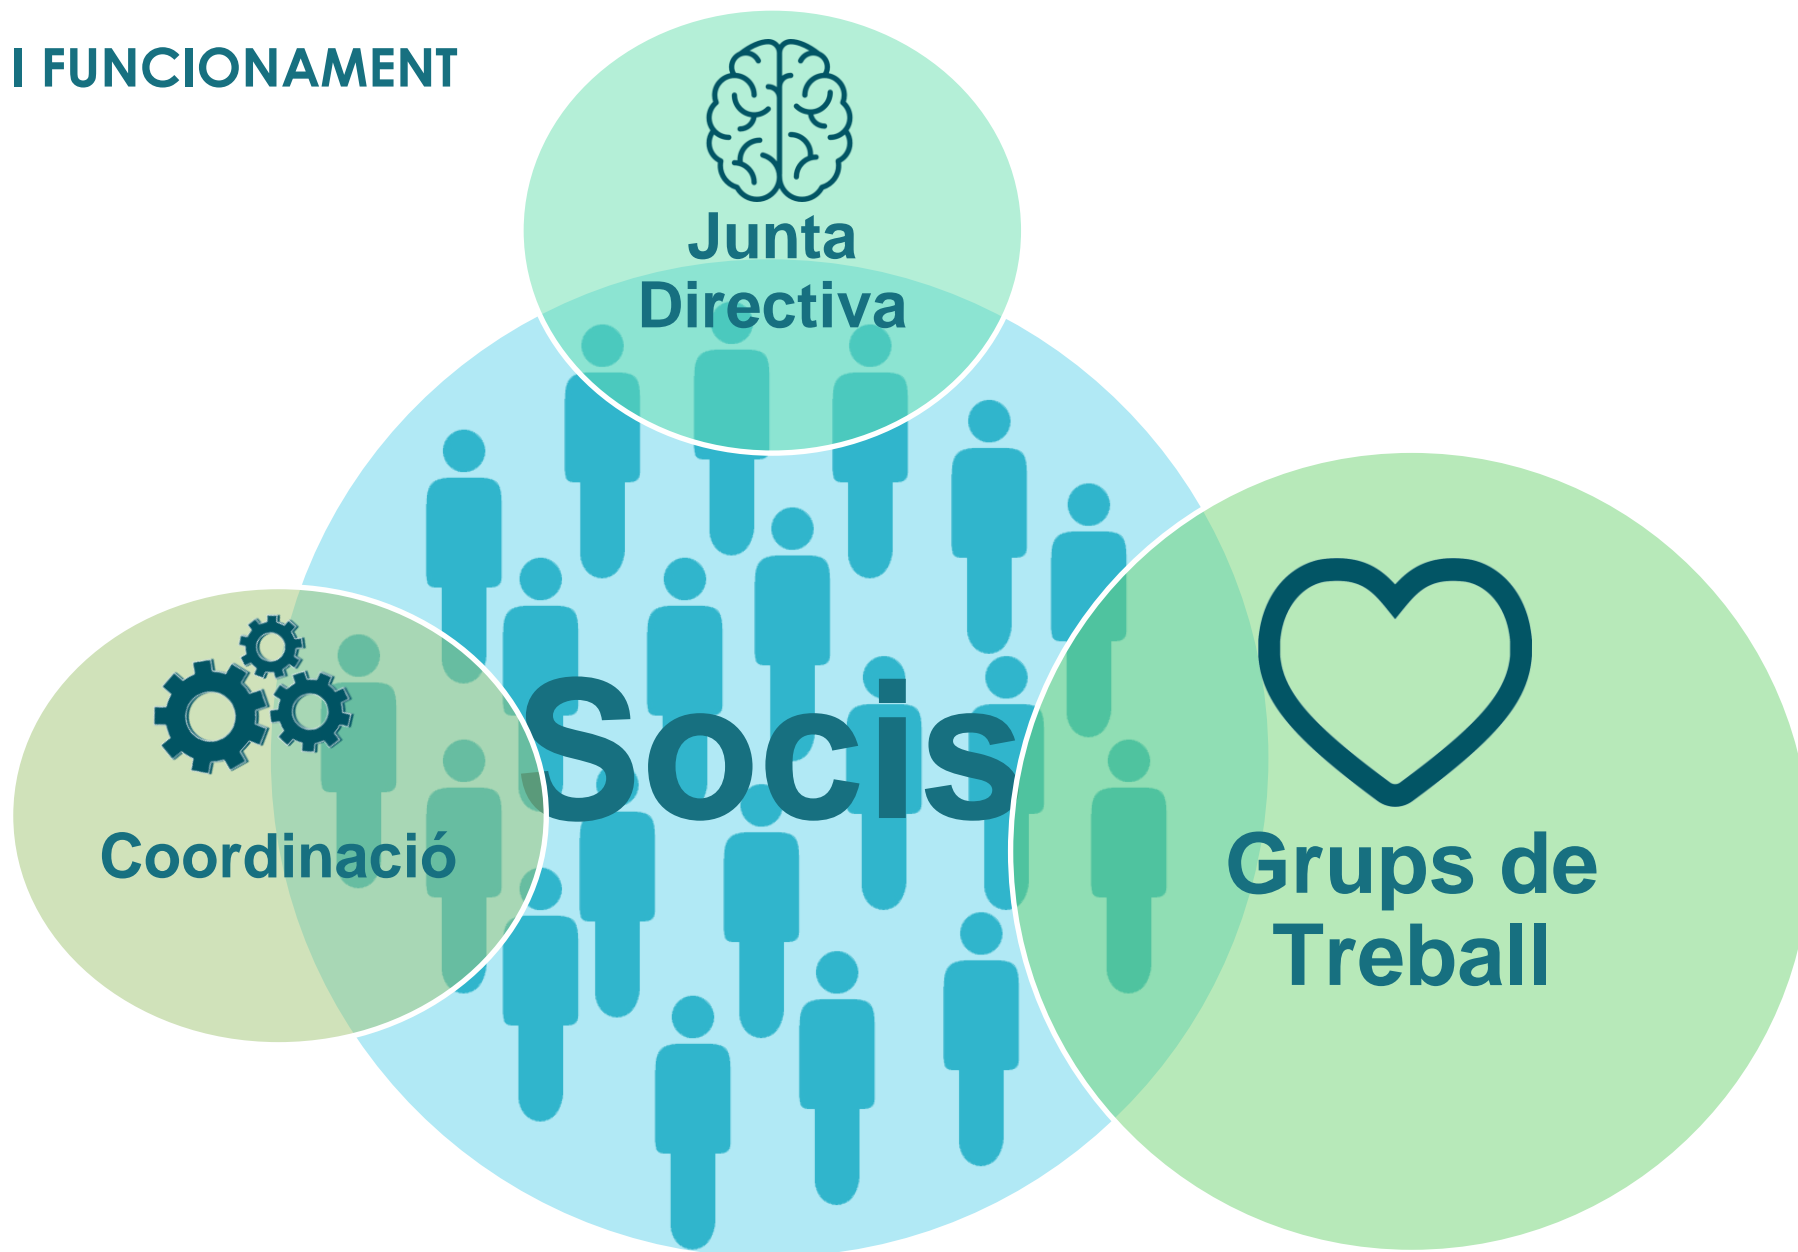 I FUNCIONAMENT
Junta
Directiva
Socis
Coordinació
Grups de
Treball